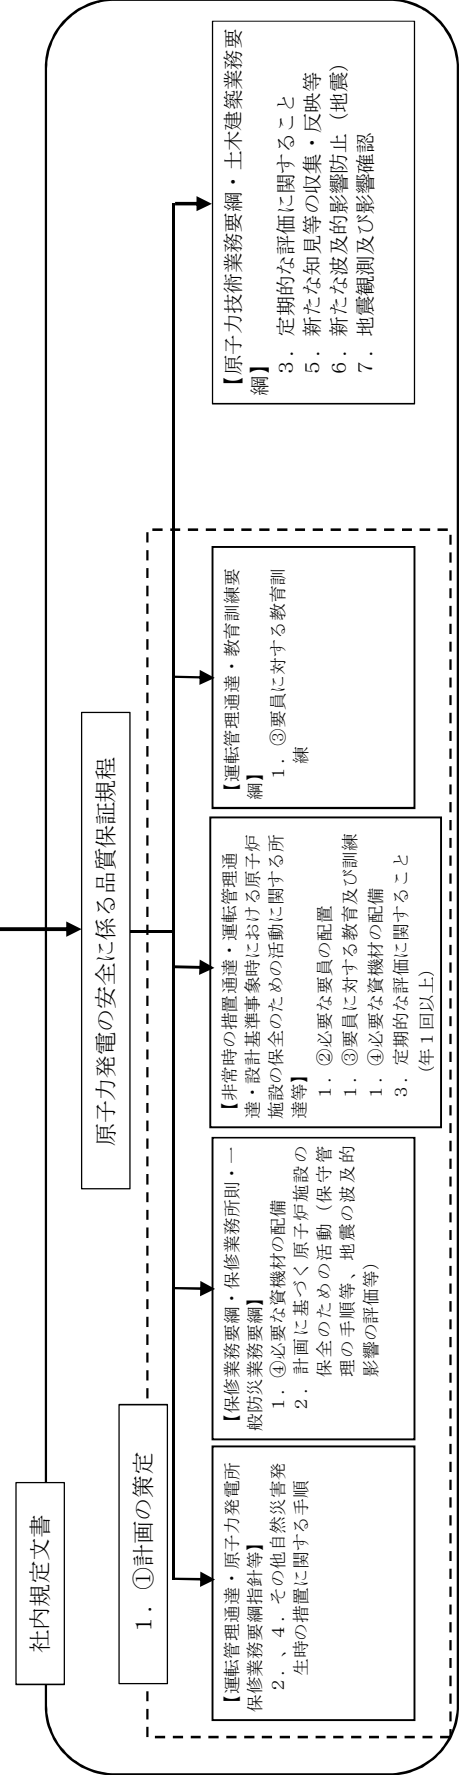 社内規定文書
原子力発電の安全に係る品質保証規程
１．①計画の策定
【運転管理通達・原子力発電所
保修業務要綱指針等】
２．、４．その他自然災害発
生時の措置に関する手順
【保修業務要綱・保修業務所則・一
般防災業務要綱】
１．④必要な資機材の配備
２．計画に基づく原子炉施設の
保全のための活動（保守管
理の手順等、地震の波及的
影響の評価等）
【非常時の措置通達・運転管理通
達・設計基準事象時における原子炉
施設の保全のための活動に関する所
達等】
１．②必要な要員の配置
１．③要員に対する教育及び訓練
１．④必要な資機材の配備
３．定期的な評価に関すること
（年１回以上）
【運転管理通達・教育訓練要
綱】
１．③要員に対する教育訓
練
【原子力技術業務要綱・土木建築業務要
綱】
３．定期的な評価に関すること
５．新たな知見等の収集・反映等
６．新たな波及的影響防止（地震）
７．地震観測及び影響確認